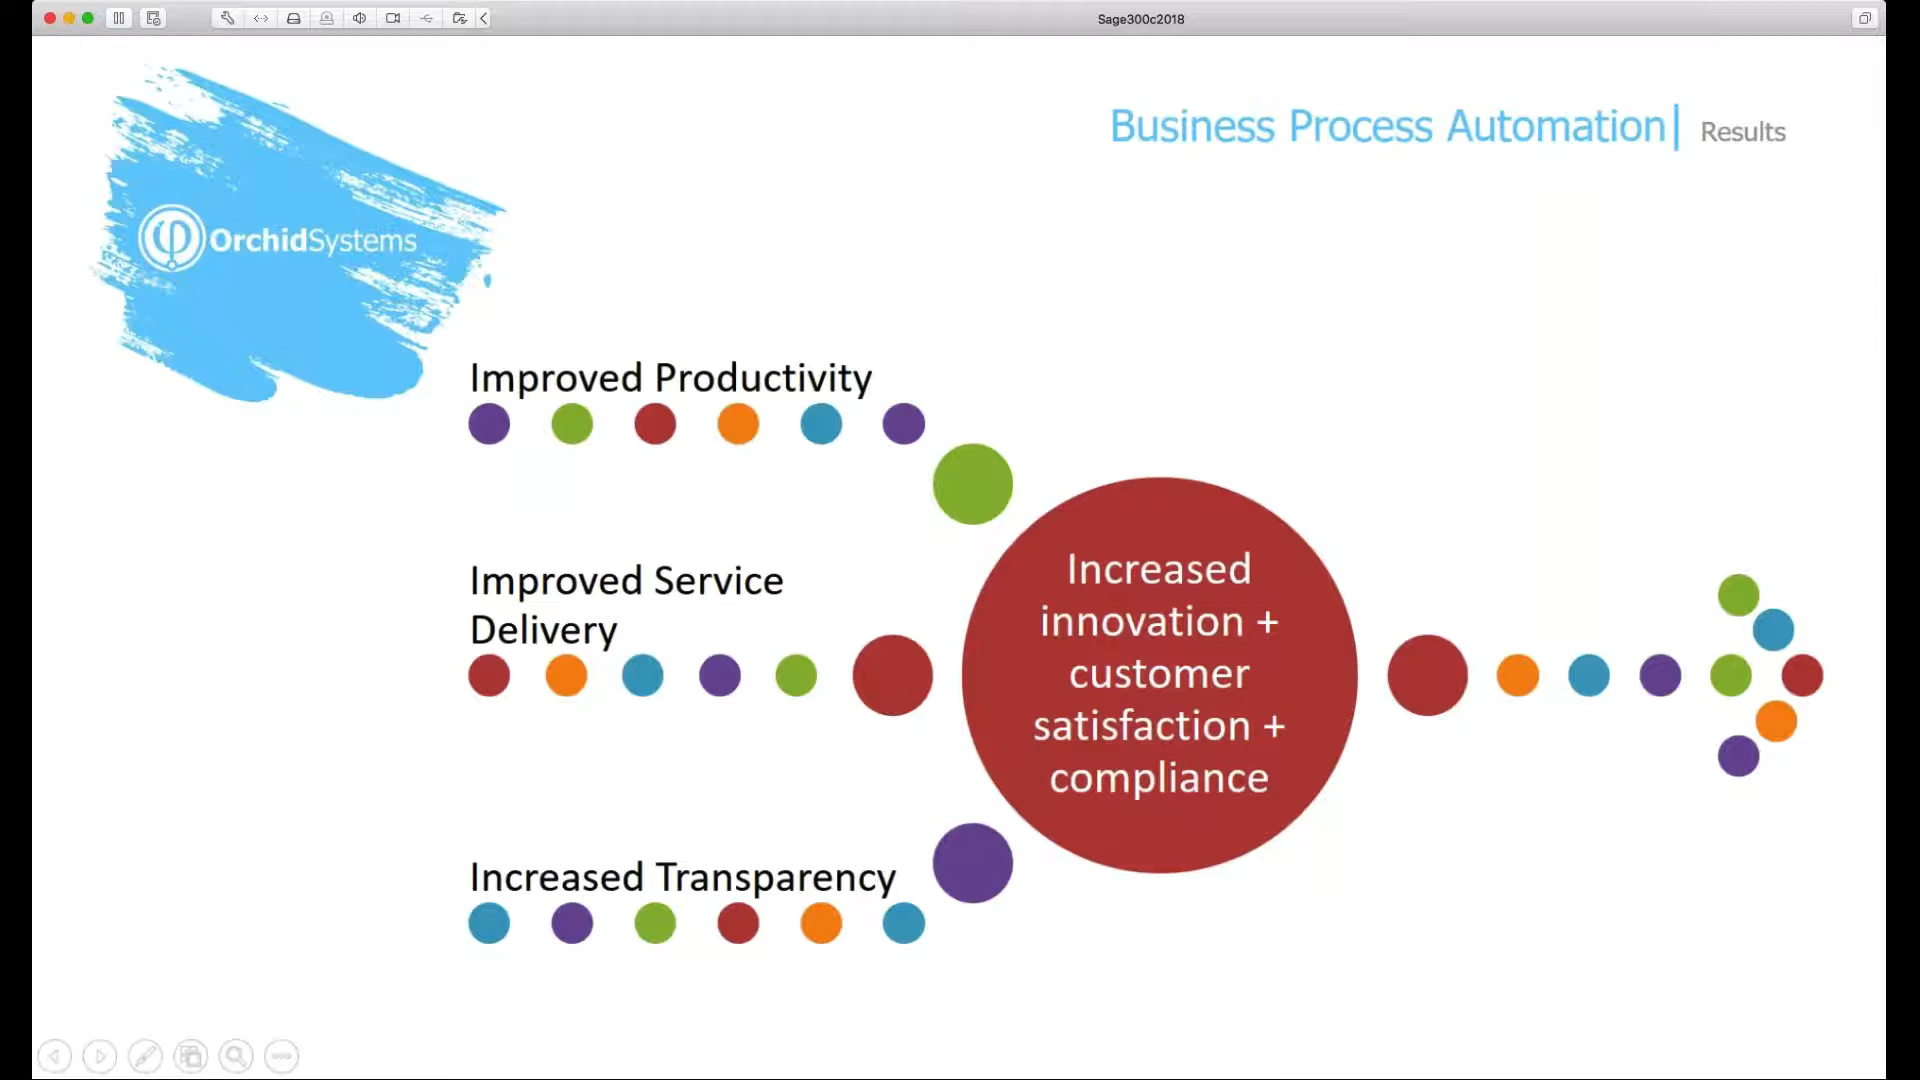 Sage300c2018
Business Process Automation| Results
OrchidSystems
Improved Productivity
Improved Service
Delivery
Increased Transparency
Increased
innovation +
customer
satisfaction +
compliance